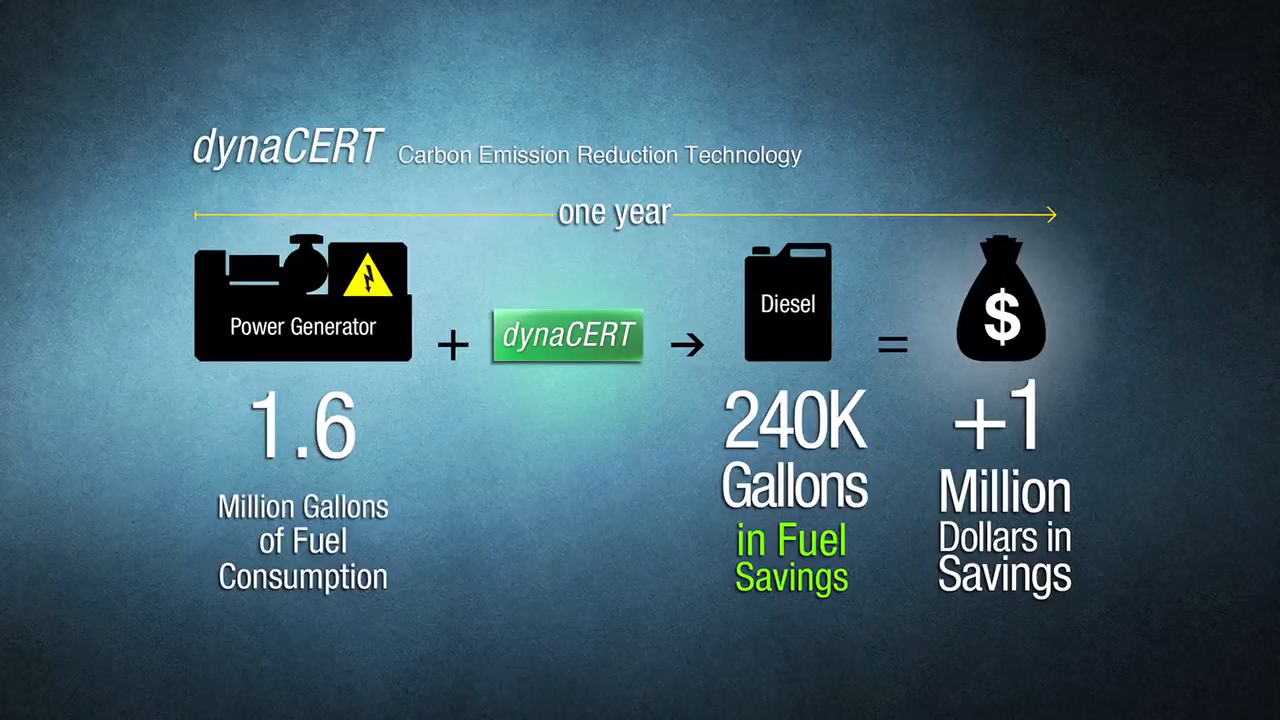 dynaCERT Carbon Emission Reduction Technology
one year
Power Generator
+
dynaCERT
→
Diesel
=
$
1.6
Million Gallons
of Fuel
Consumption
240K
Gallons
in Fuel
Savings
+1
Million
Dollars in
Savings